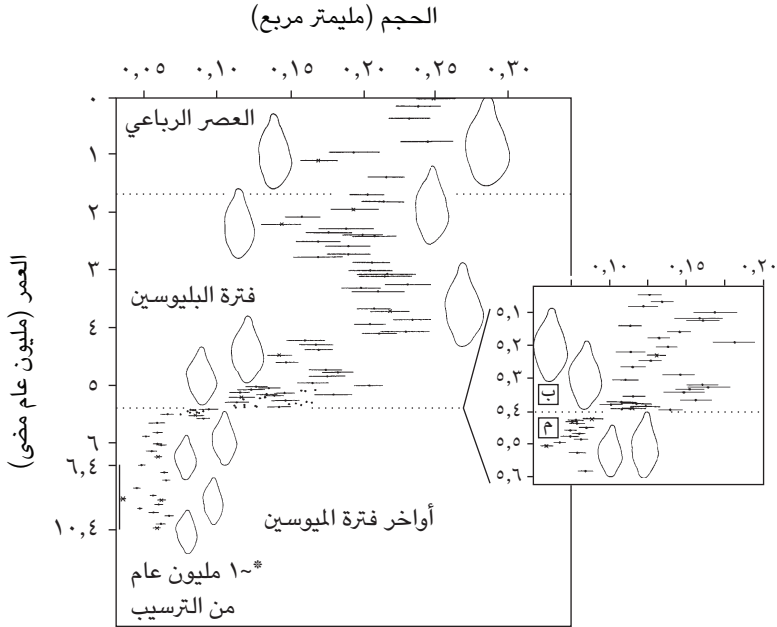 الحجم (مليمتر مربع)
٠,٠٥ ٠,١٠ ٠,١٥ ٠,٢٠ ٠,٢٥ ٠,٣٠
العمر (مليون عام مضى)
٠
١
٢
٣
٤
٥
٦
٦,٤
١٠,٤
العصر الرباعي
فترة البليوسين
أواخر فترة الميوسين
*~١ مليون عام
من الترسيب
٠,١٠ ٠,١٥ ٠,٢٠
٥,١
٥,٢
٥,٣
٥,٤
٥,٥
٥,٦
ب
م